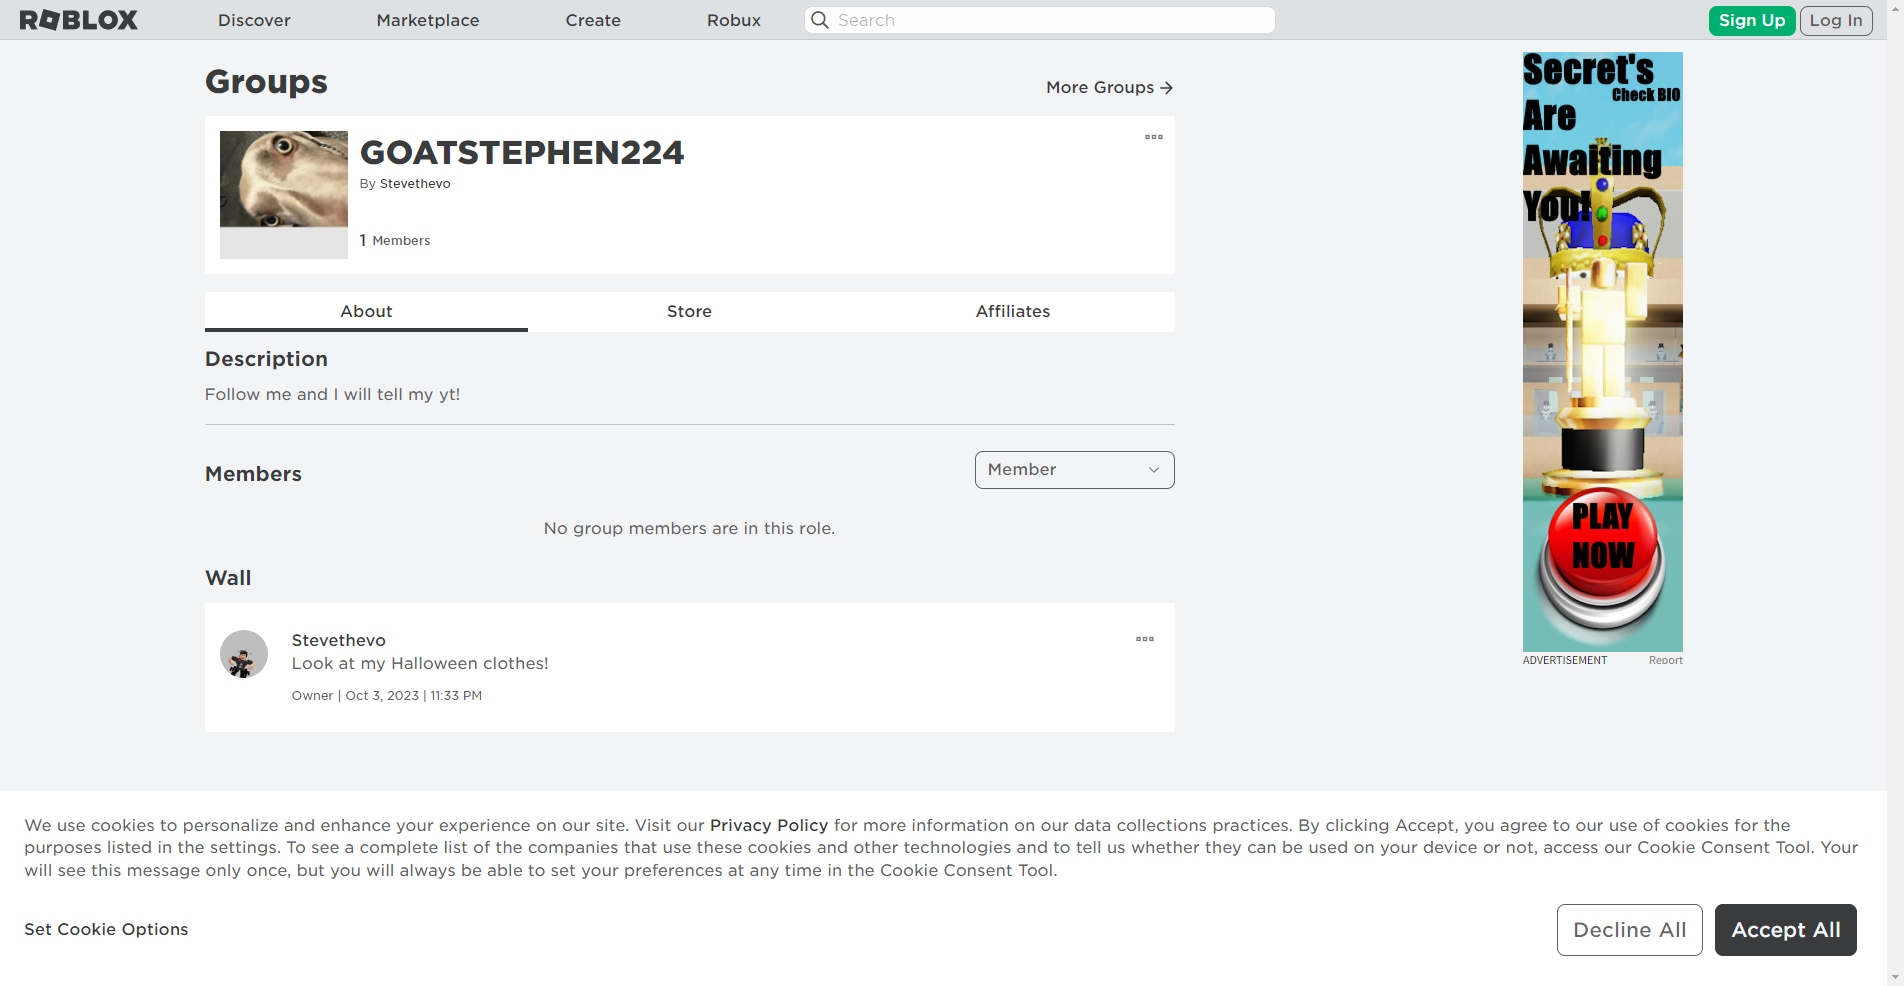 ROBLOX
Discover
Marketplace
Create
Robux
Search
Sign Up
Log In
Groups
More Groups
GOATSTEPHEN224
By Stevethevo
1 Members
About
Store
Affiliates
Description
Follow me and I will tell my yt!
Members
Member
No group members are in this role.
Wall
Stevethevo
Look at my Halloween clothes!
Owner | Oct 3, 2023 | 11:33 PM
Secret's
Check BIO
Are
Awaiting
You!
PLAY
NOW
ADVERTISEMENT
Report
We use cookies to personalize and enhance your experience on our site. Visit our Privacy Policy for more information on our data collections practices. By clicking Accept, you agree to our use of cookies for the
purposes listed in the settings. To see a complete list of the companies that use these cookies and other technologies and to tell us whether they can be used on your device or not, access our Cookie Consent Tool. Your
will see this message only once, but you will always be able to set your preferences at any time in the Cookie Consent Tool.
Set Cookie Options
Decline All
Accept All